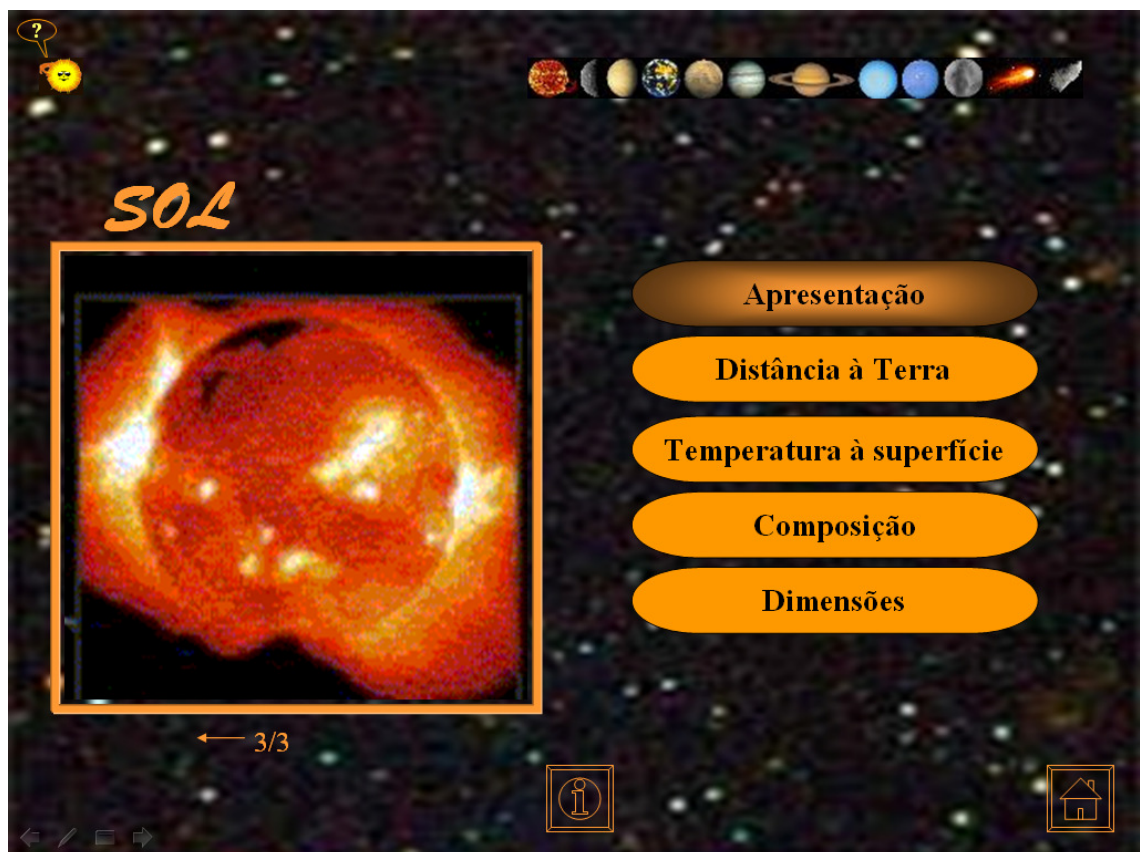 ?
SOL
Apresentação
Distância à Terra
Temperatura à superfície
Composição
Dimensões
3/3
i